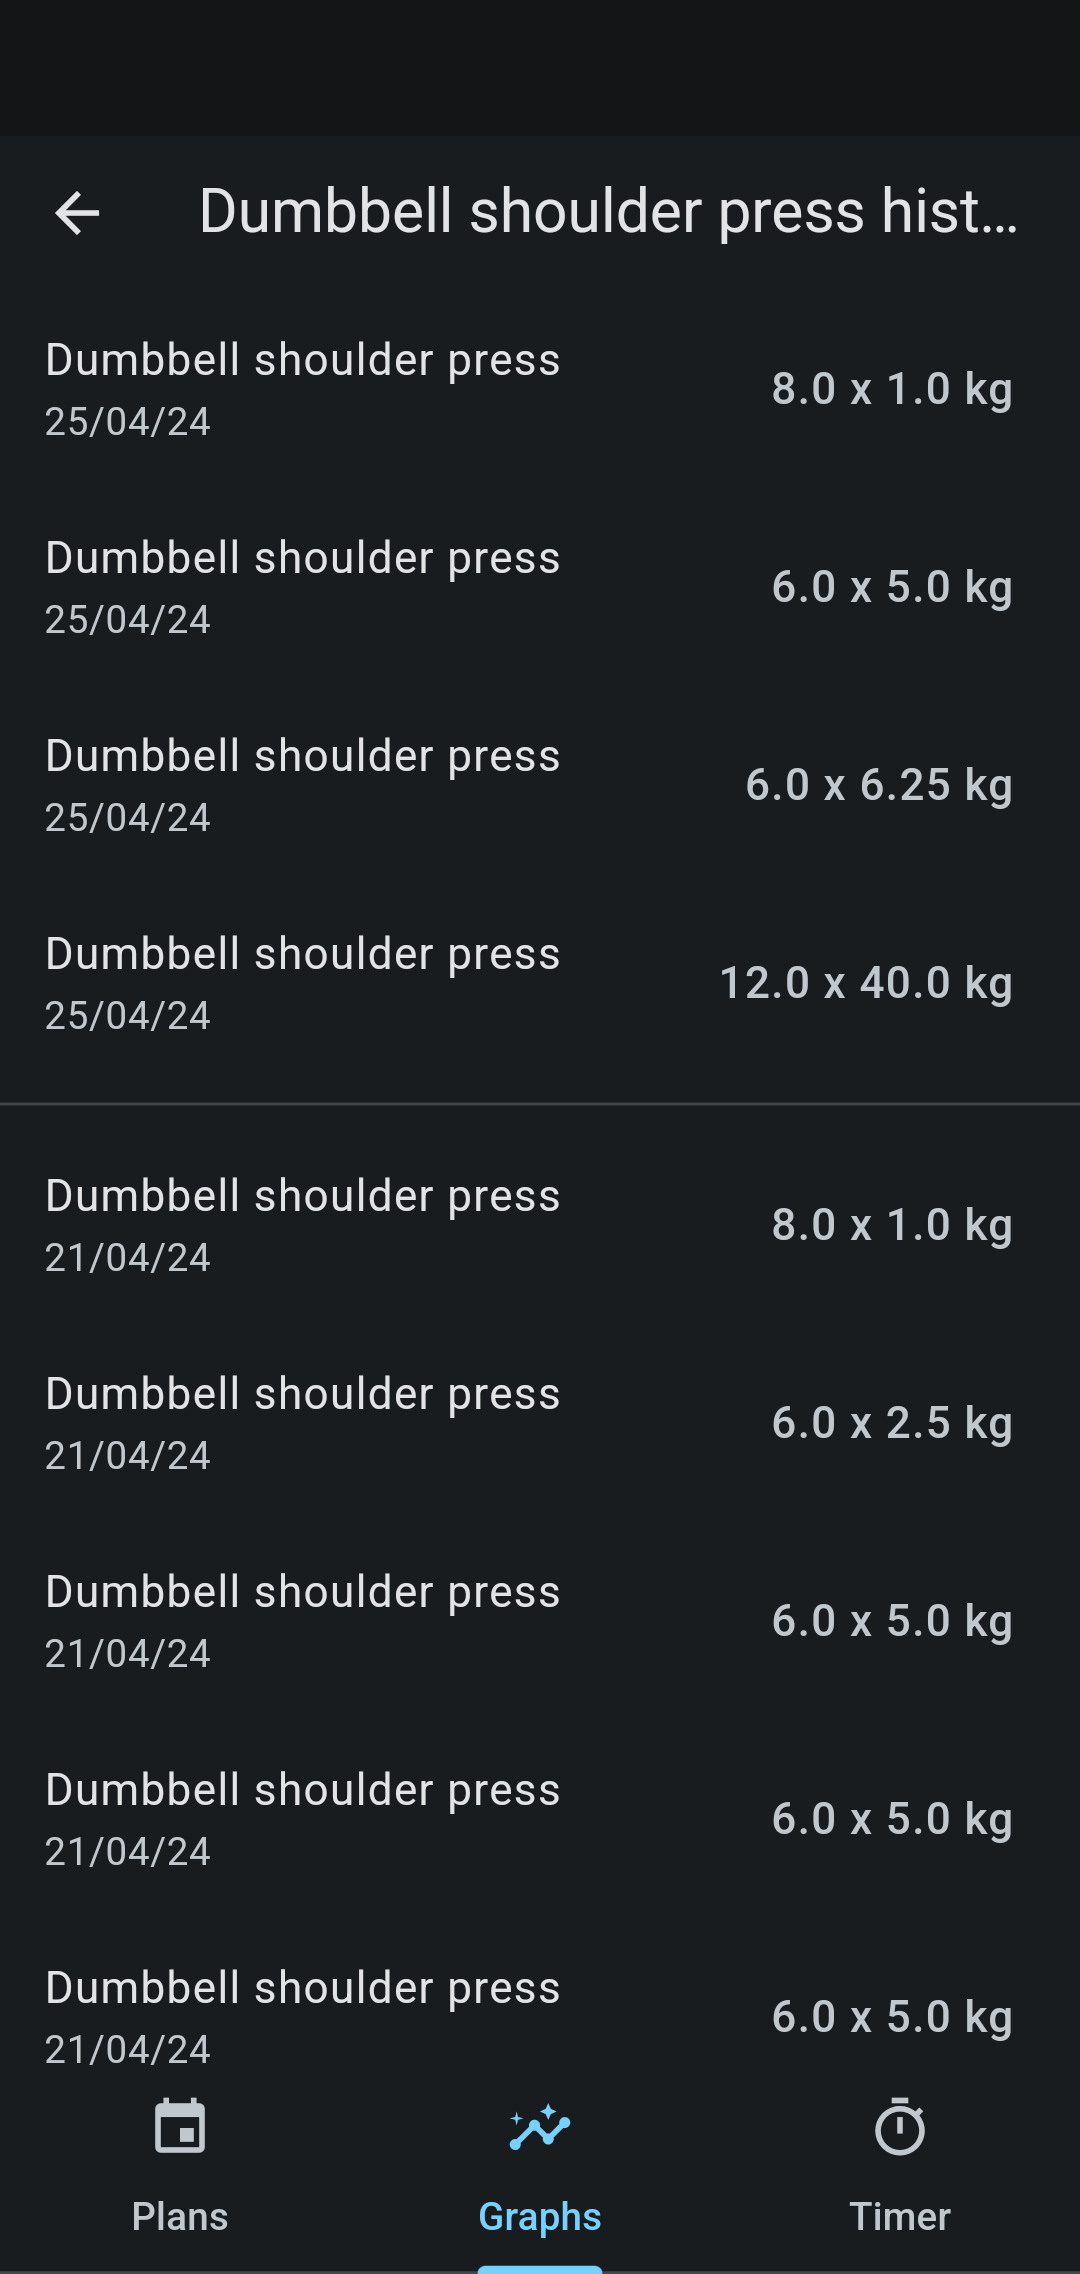 Dumbbell shoulder press hist...
Dumbbell shoulder press
25/04/24
8.0 x 1.0 kg
Dumbbell shoulder press
25/04/24
6.0 x 5.0 kg
Dumbbell shoulder press
25/04/24
6.0 x 6.25 kg
Dumbbell shoulder press
25/04/24
12.0 x 40.0 kg
Dumbbell shoulder press
21/04/24
8.0 x 1.0 kg
Dumbbell shoulder press
21/04/24
6.0 x 2.5 kg
Dumbbell shoulder press
21/04/24
6.0 x 5.0 kg
Dumbbell shoulder press
21/04/24
6.0 x 5.0 kg
Dumbbell shoulder press
21/04/24
6.0 x 5.0 kg
Plans
Graphs
Timer